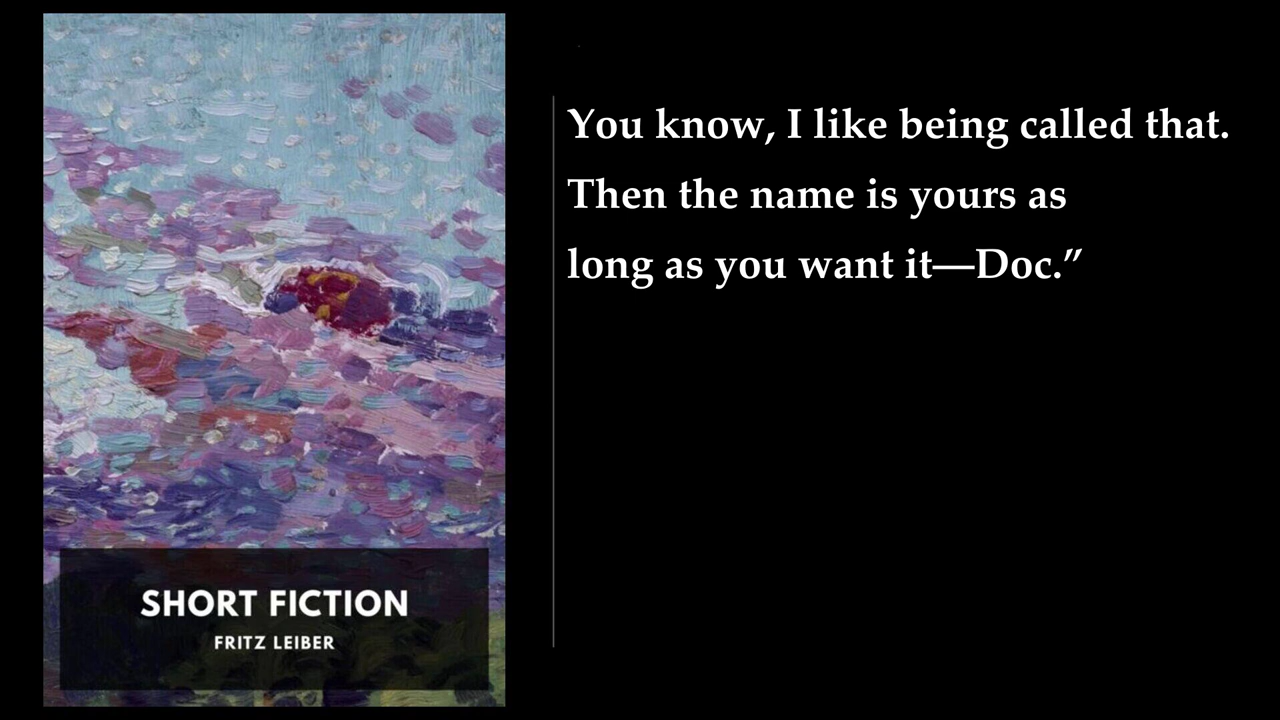 SHORT FICTION
FRITZ LEIBER
You know, I like being called that.
Then the name is yours as
long as you want it—Doc.”